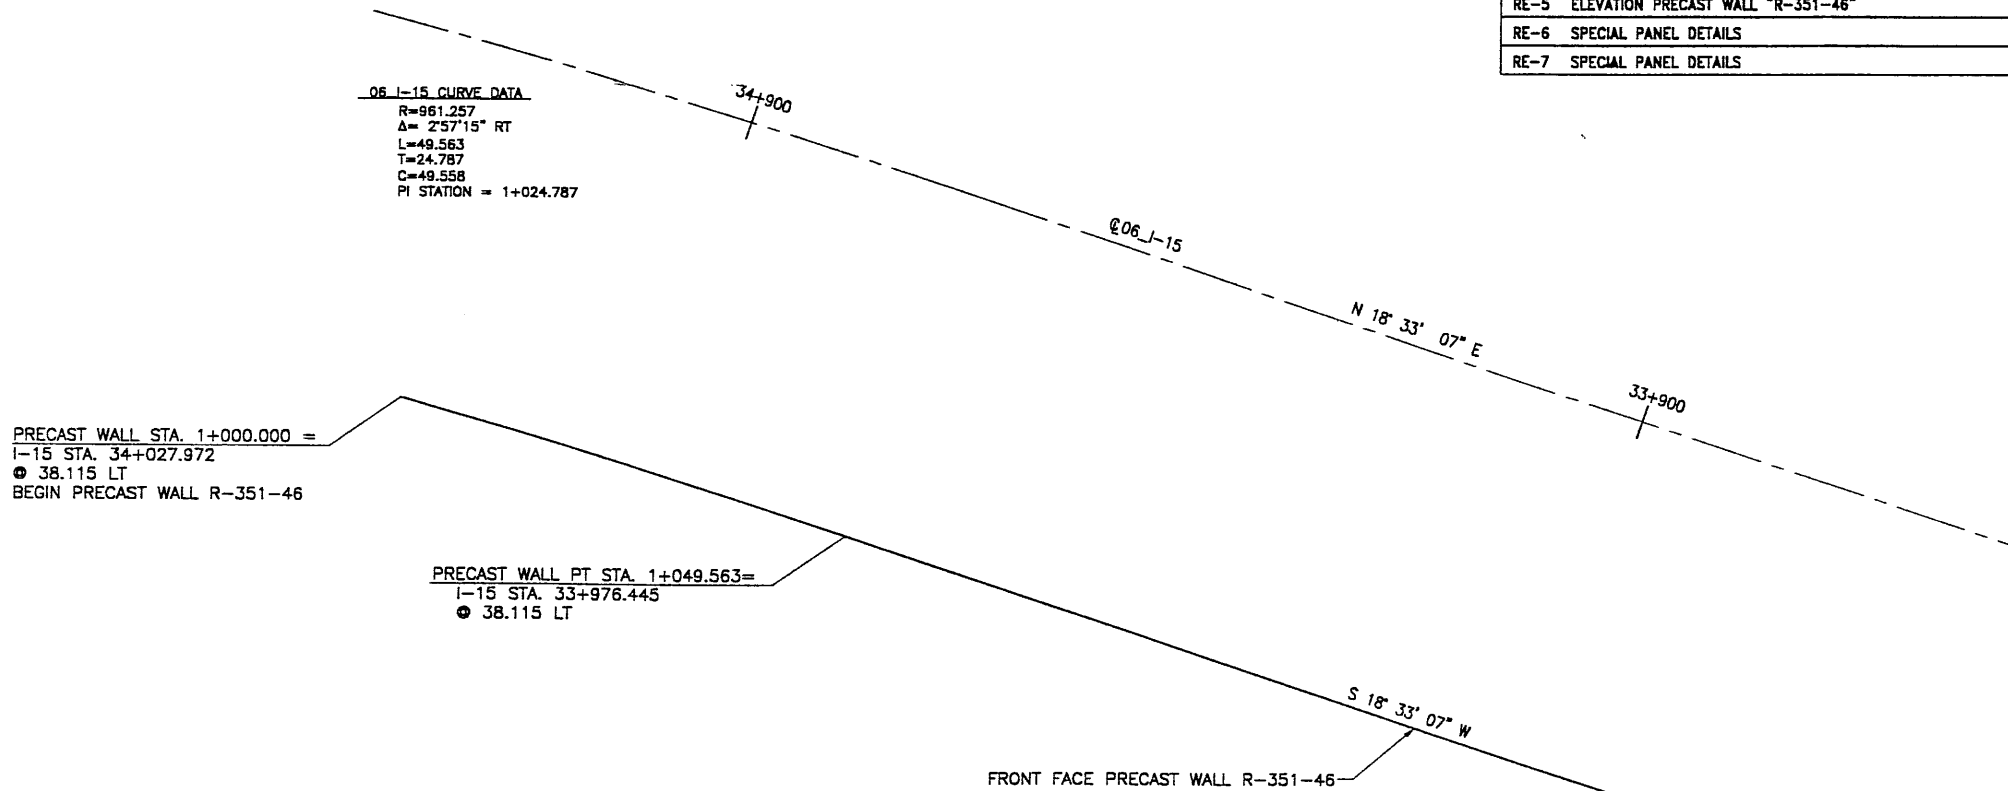 RE-5 ELEVATION PRECAST WALL "R-351-46"
RE-6 SPECIAL PANEL DETAILS
RE-7 SPECIAL PANEL DETAILS
06_I-15 CURVE DATA
R=961.257
Δ= 2°57'15" RT
L=49.563
T=24.787
C=49.558
PI STATION = 1+024.787
34+900
℄06_I-15
N 18° 33' 07" E
33+900
PRECAST WALL STA. 1+000.000 =
I-15 STA. 34+027.972
@ 38.115 LT
BEGIN PRECAST WALL R-351-46
PRECAST WALL PT STA. 1+049.563=
I-15 STA. 33+976.445
@ 38.115 LT
S 18° 33' 07" W
FRONT FACE PRECAST WALL R-351-46